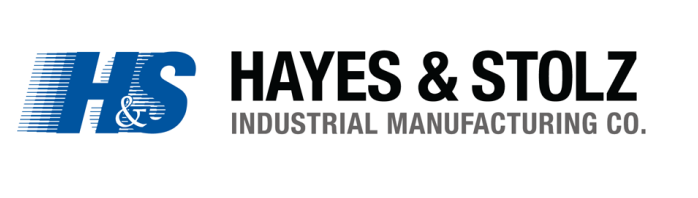 H&S
HAYES & STOLZ
INDUSTRIAL MANUFACTURING CO.